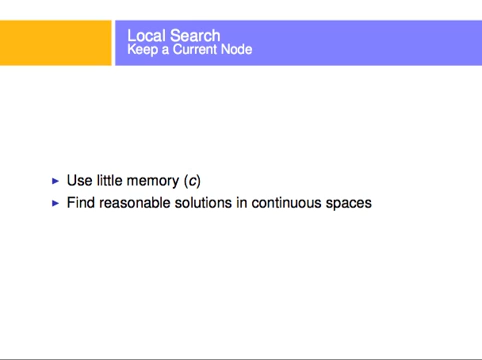 Local Search
Keep a Current Node
Use little memory (c)
Find reasonable solutions in continuous spaces